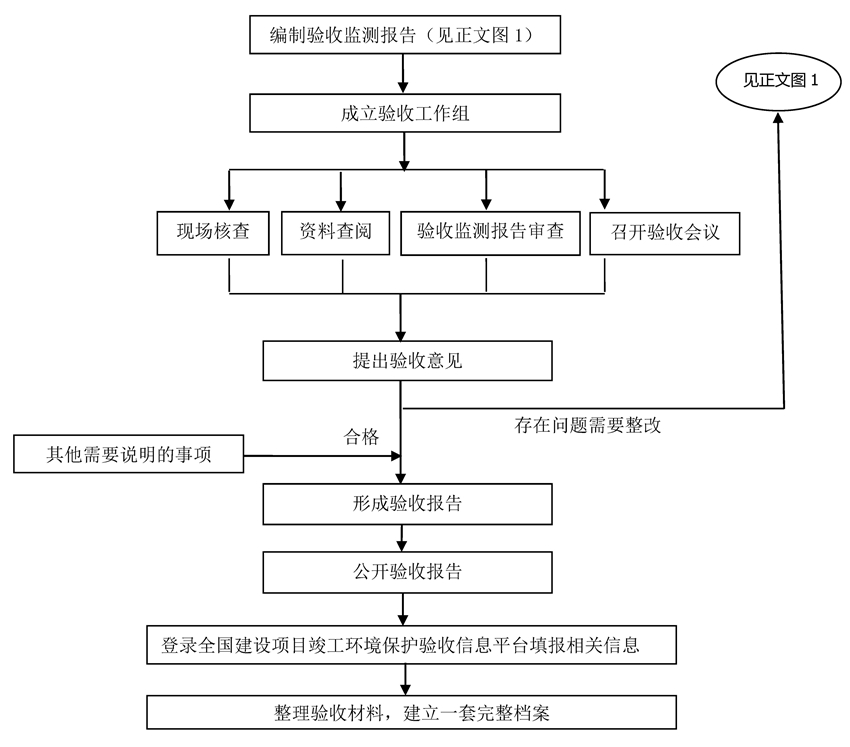 编制验收监测报告（见正文图 1）
见正文图 1
成立验收工作组
现场核查
资料查阅
验收监测报告审查
召开验收会议
提出验收意见
存在问题需要整改
合格
其他需要说明的事项
形成验收报告
公开验收报告
登录全国建设项目竣工环境保护验收信息平台填报相关信息
整理验收材料，建立一套完整档案